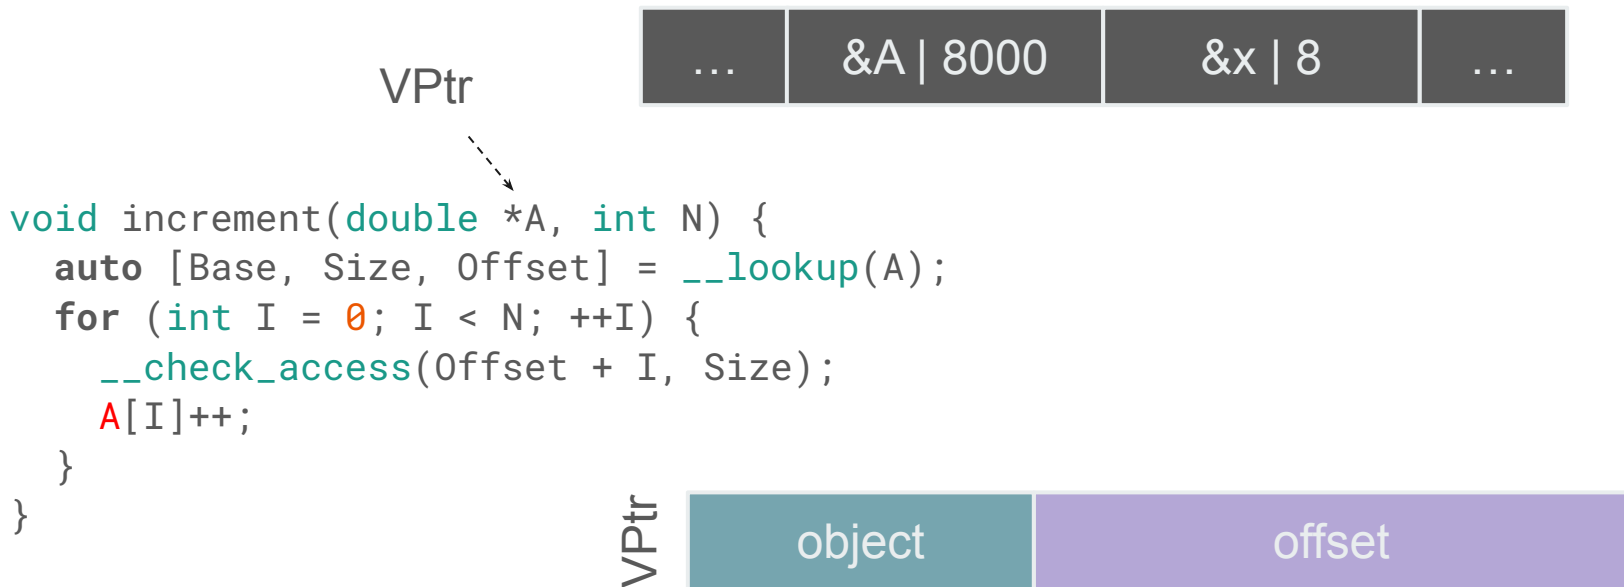 … &A | 8000 &x | 8 …
VPtr
void increment(double *A, int N) {
  auto [Base, Size, Offset] = __lookup(A);
  for (int I = 0; I < N; ++I) {
    __check_access(Offset + I, Size);
    A[I]++;
  }
}
VPtr object offset